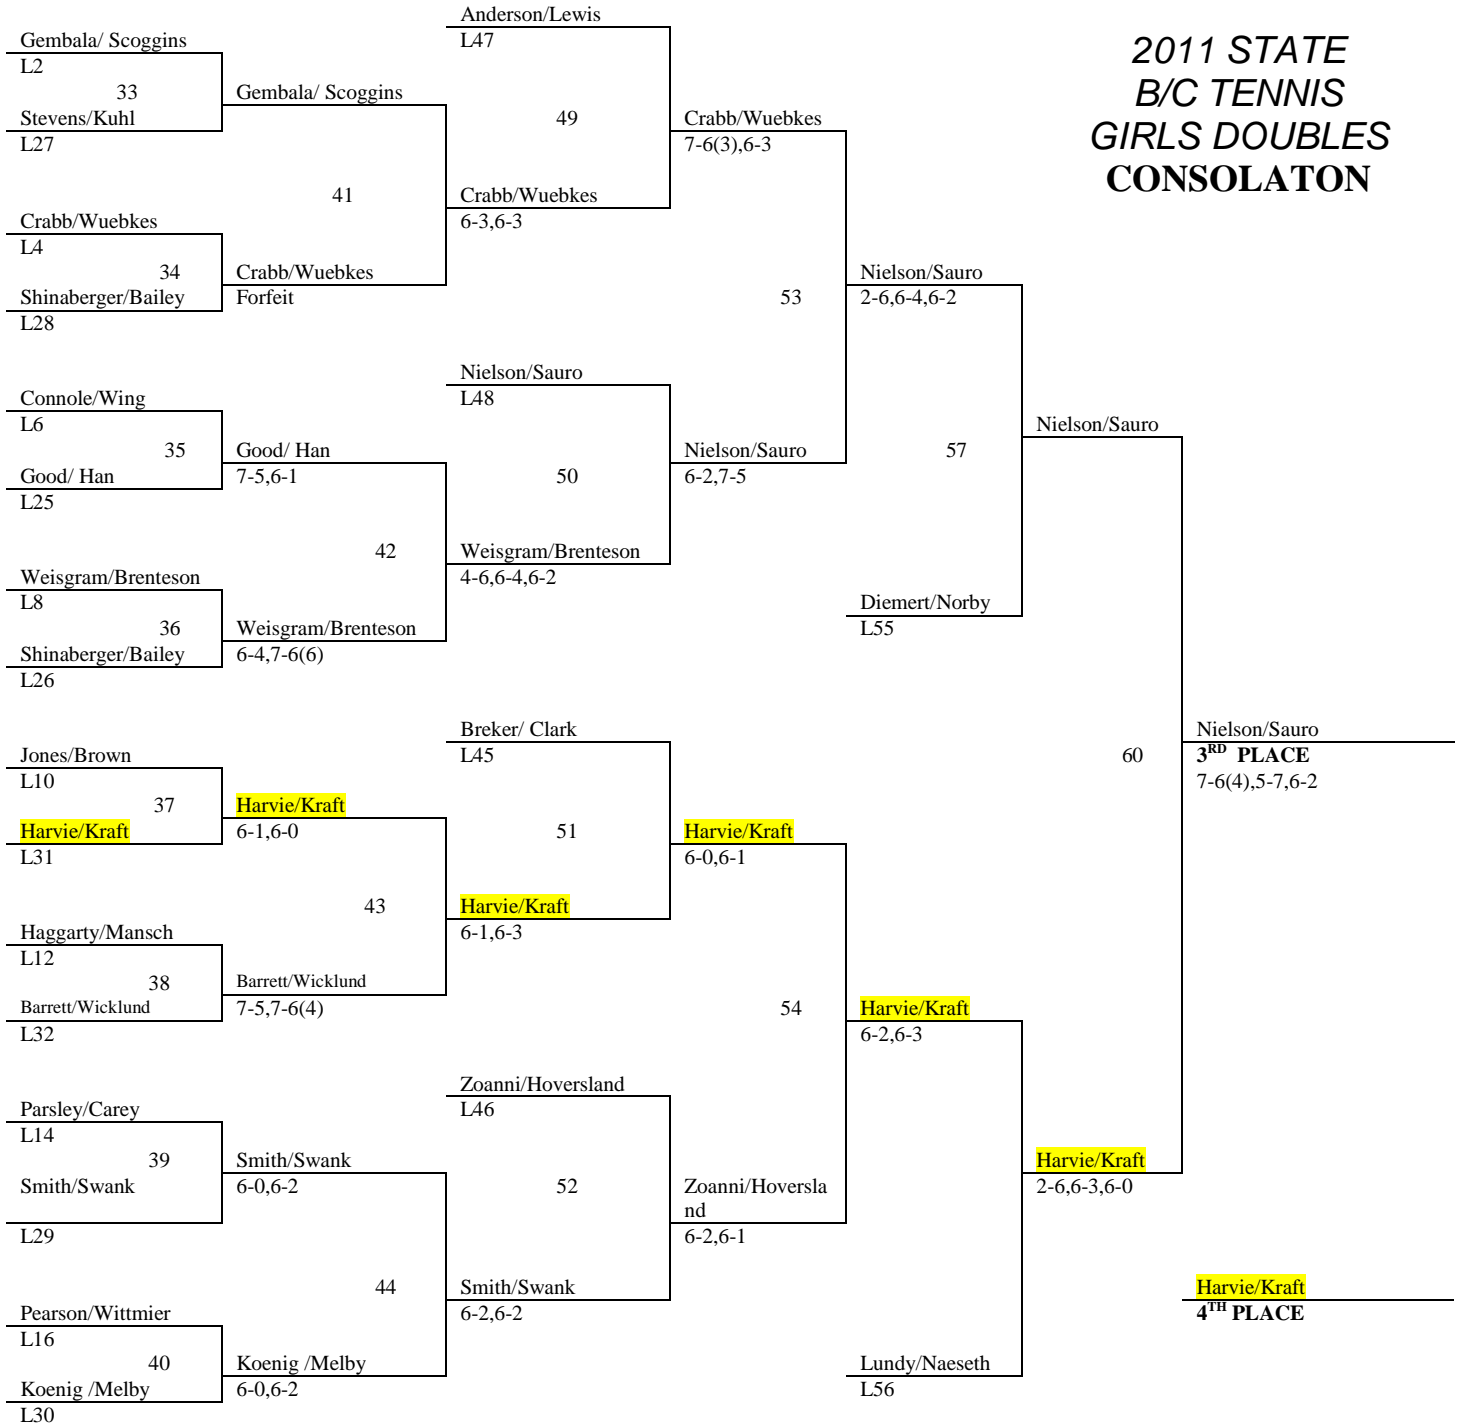 Anderson/Lewis
L47
2011 STATE
B/C TENNIS
GIRLS DOUBLES
CONSOLATON
Gembala/ Scoggins
L2
33
Stevens/Kuhl
L27
Gembala/ Scoggins
49
Crabb/Wuebkes
7-6(3),6-3
41
Crabb/Wuebkes
6-3,6-3
Crabb/Wuebkes
L4
34
Shinaberger/Bailey
L28
Crabb/Wuebkes
Forfeit
53
Nielson/Sauro
2-6,6-4,6-2
Nielson/Sauro
L48
Connole/Wing
L6
35
Good/ Han
L25
Good/ Han
7-5,6-1
50
Nielson/Sauro
6-2,7-5
57
Nielson/Sauro
42
Weisgram/Brenteson
4-6,6-4,6-2
Weisgram/Brenteson
L8
36
Shinaberger/Bailey
L26
Weisgram/Brenteson
6-4,7-6(6)
Diemert/Norby
L55
Breker/ Clark
L45
Jones/Brown
L10
37
Harvie/Kraft
L31
Harvie/Kraft
6-1,6-0
51
Harvie/Kraft
6-0,6-1
60
Nielson/Sauro
3RD PLACE
7-6(4),5-7,6-2
43
Harvie/Kraft
6-1,6-3
Haggarty/Mansch
L12
38
Barrett/Wicklund
L32
Barrett/Wicklund
7-5,7-6(4)
54
Harvie/Kraft
6-2,6-3
Zoanni/Hoversland
L46
Parsley/Carey
L14
39
Smith/Swank
L29
Smith/Swank
6-0,6-2
52
Zoanni/Hoversla
nd
6-2,6-1
Harvie/Kraft
2-6,6-3,6-0
44
Smith/Swank
6-2,6-2
Harvie/Kraft
4TH PLACE
Pearson/Wittmier
L16
40
Koenig /Melby
L30
Koenig /Melby
6-0,6-2
Lundy/Naeseth
L56